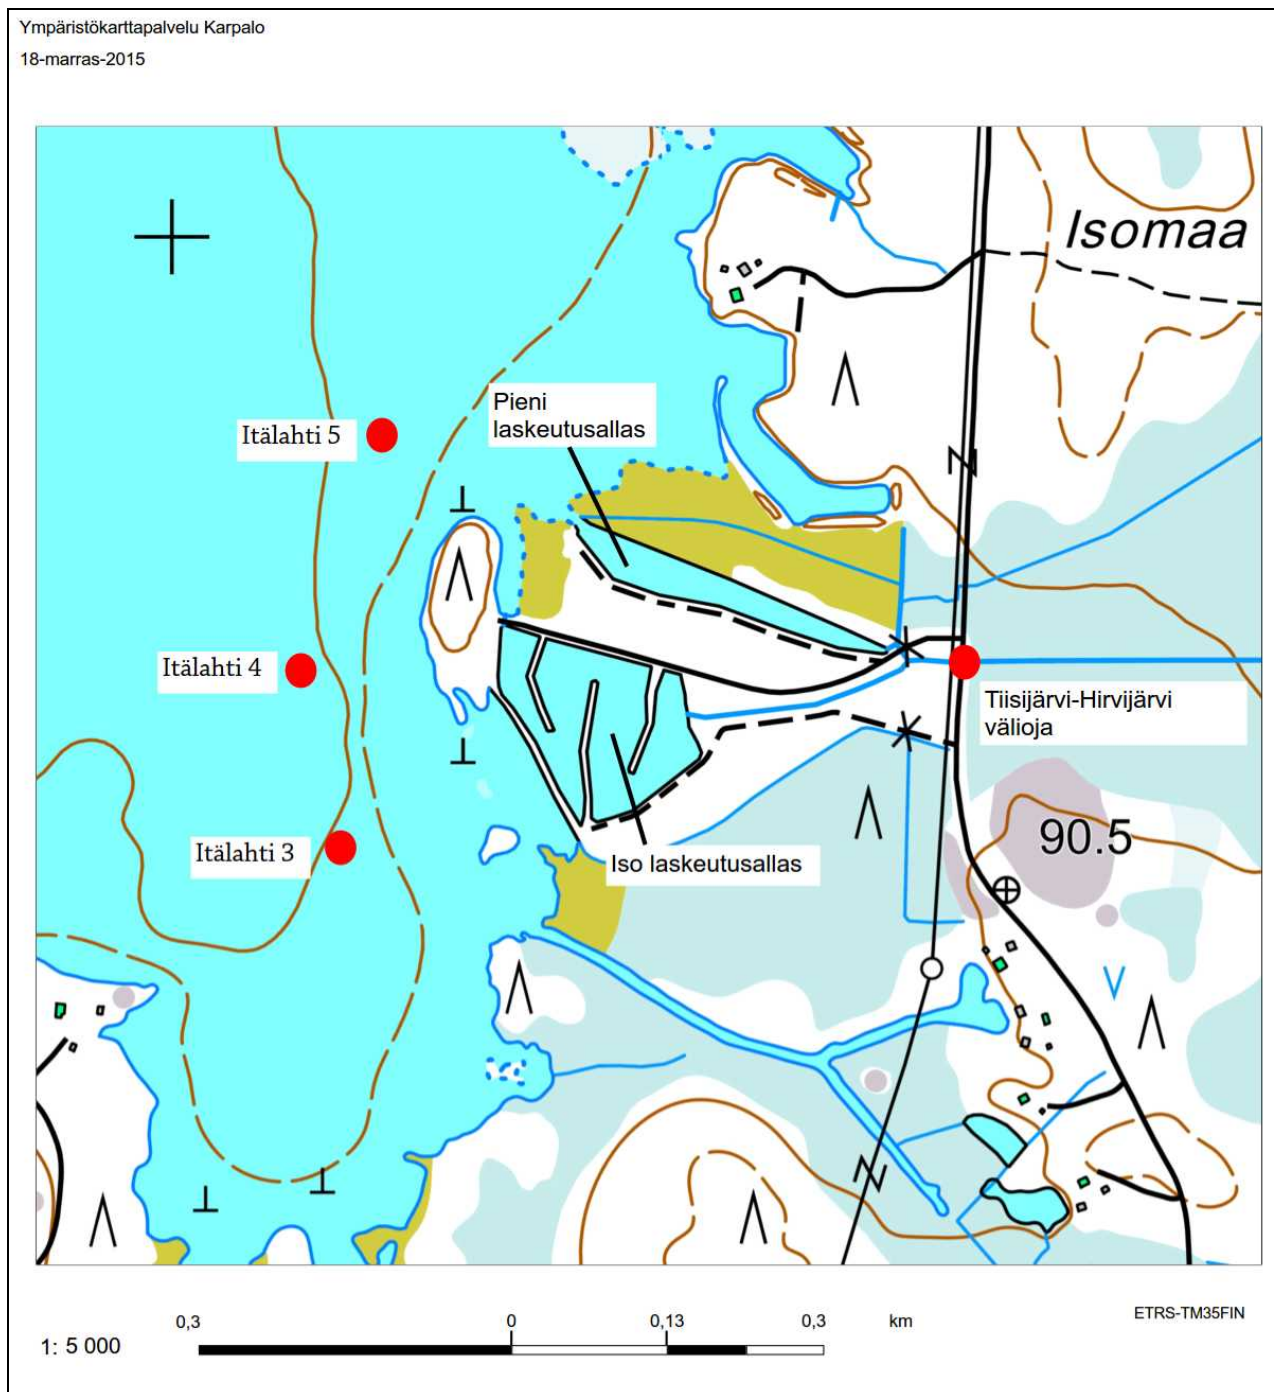 Ympäristökarttapalvelu Karpalo
18-marras-2015
Isomaa
Pieni
laskeutusallas
Itälahti 5
Itälahti 4
Tiisijärvi-Hirvijärvi
välioja
Itälahti 3
90.5
Iso laskeutusallas
ETRS-TM35FIN
0,3 0 0,13 0,3 km
1: 5 000